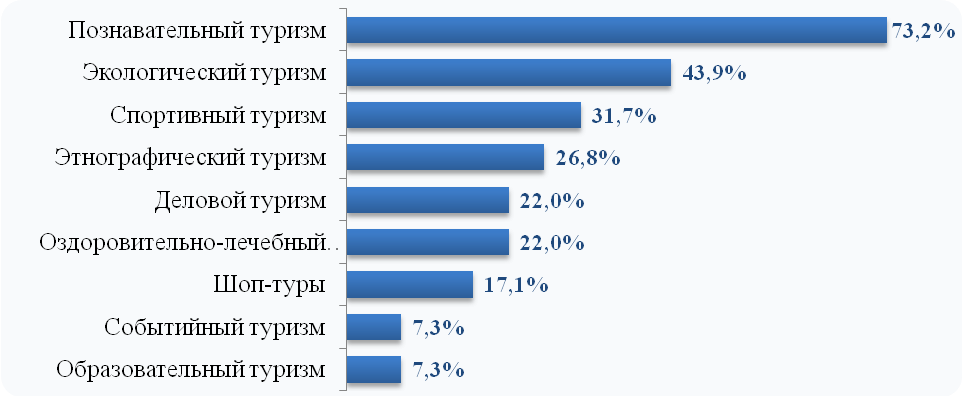 Познавательный туризм 73,2%
Экологический туризм 43,9%
Спортивный туризм 31,7%
Этнографический туризм 26,8%
Деловой туризм 22,0%
Оздоровительно-лечебный.. 22,0%
Шоп-туры 17,1%
Событийный туризм 7,3%
Образовательный туризм 7,3%